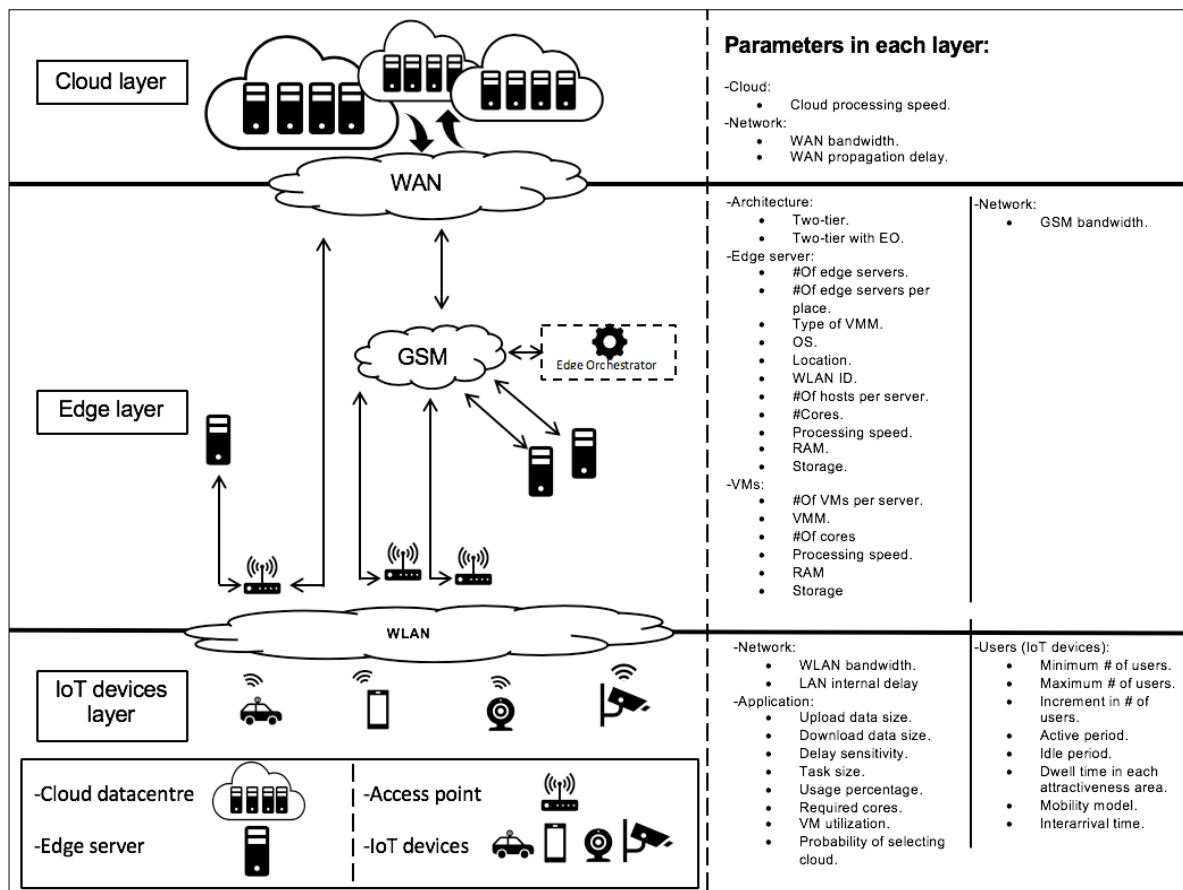 Cloud layer
WAN
GSM
Edge Orchestrator
Edge layer
WLAN
IoT devices
layer
-Cloud datacentre
-Edge server
-Access point
-IoT devices
Parameters in each layer:
-Cloud:
• Cloud processing speed.
-Network:
• WAN bandwidth.
• WAN propagation delay.
-Architecture:
• Two-tier.
• Two-tier with EO.
-Edge server:
• #Of edge servers.
• #Of edge servers per
place.
• Type of VMM.
• OS.
• Location.
• WLAN ID.
• #Of hosts per server.
• #Cores.
• Processing speed.
• RAM.
• Storage.
-VMs:
• #Of VMs per server.
• VMM.
• #Of cores
• Processing speed.
• RAM
• Storage
-Network:
• GSM bandwidth.
-Network:
• WLAN bandwidth.
• LAN internal delay
-Application:
• Upload data size.
• Download data size.
• Delay sensitivity.
• Task size.
• Usage percentage.
• Required cores.
• VM utilization.
• Probability of selecting
cloud.
-Users (IoT devices):
• Minimum # of users.
• Maximum # of users.
• Increment in # of
users.
• Active period.
• Idle period.
• Dwell time in each
attractiveness area.
• Mobility model.
• Interarrival time.